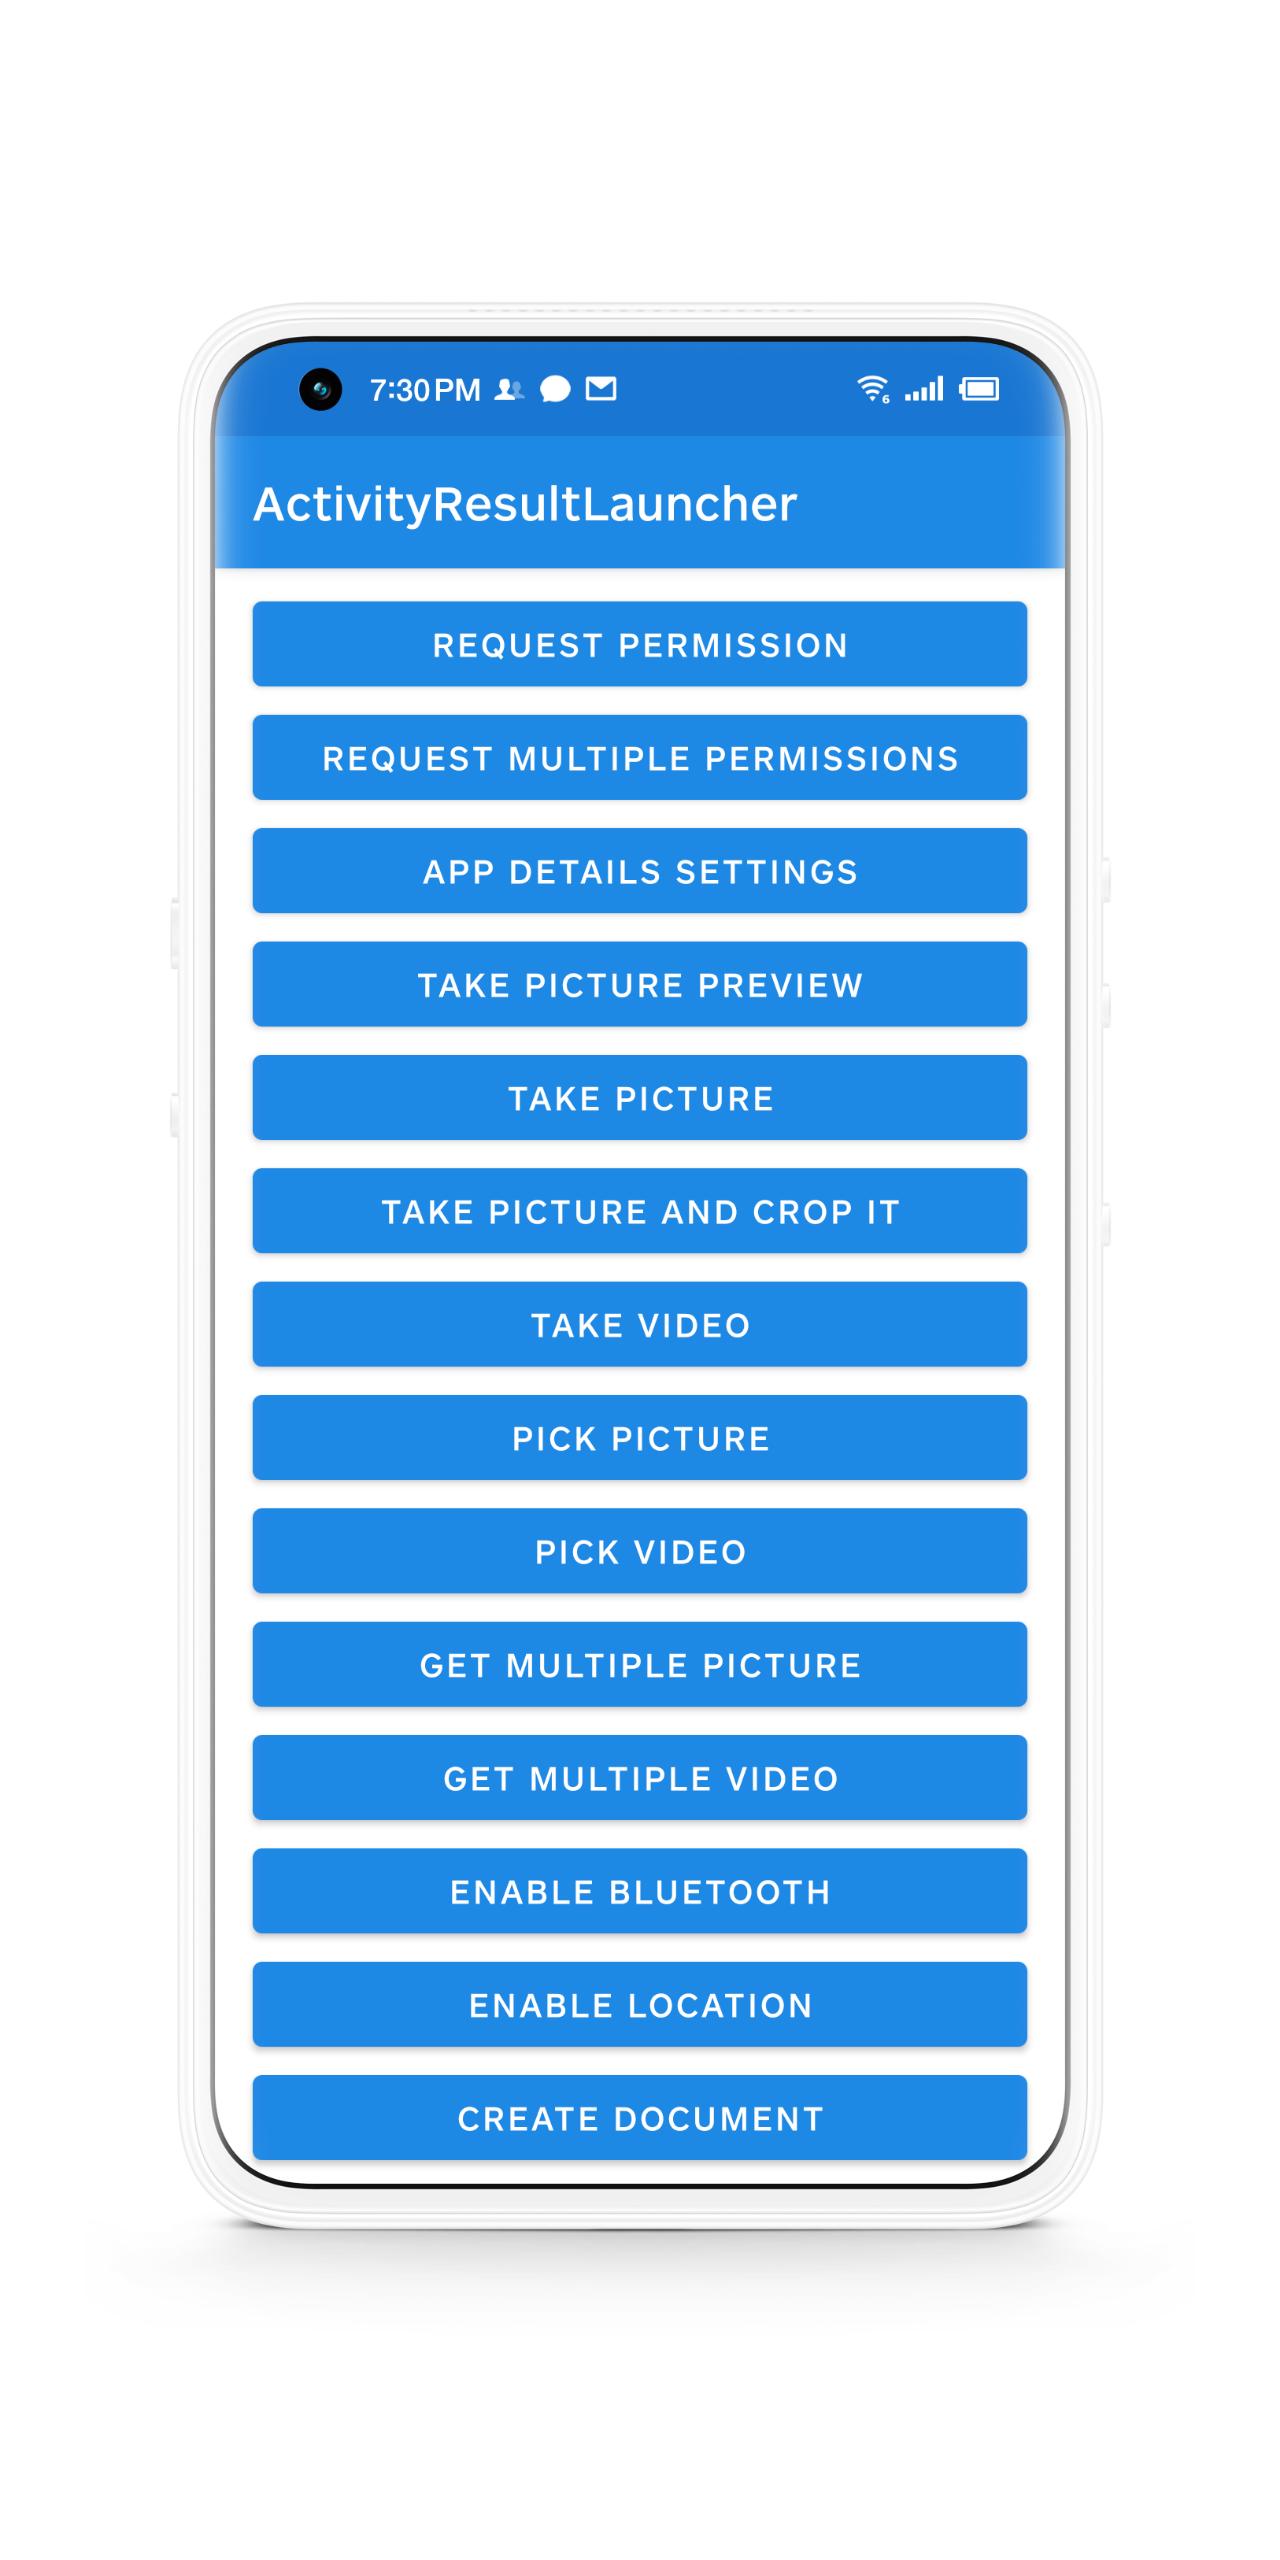 7:30 PM 6
ActivityResultLauncher
REQUEST PERMISSION
REQUEST MULTIPLE PERMISSIONS
APP DETAILS SETTINGS
TAKE PICTURE PREVIEW
TAKE PICTURE
TAKE PICTURE AND CROP IT
TAKE VIDEO
PICK PICTURE
PICK VIDEO
GET MULTIPLE PICTURE
GET MULTIPLE VIDEO
ENABLE BLUETOOTH
ENABLE LOCATION
CREATE DOCUMENT